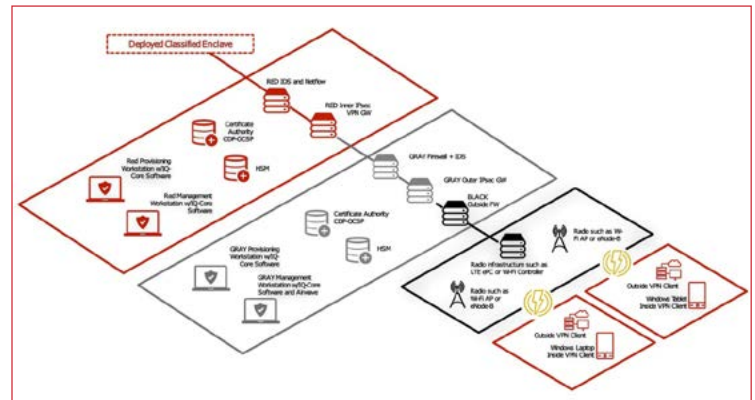 Deployed Classified Enclave
RED IDS and Netflow
RED Inner IPsec
VPN GW
Certificate
Authority
CDP-OCSP
HSM
Red Provisioning
Workstation w/IQ-
Core Software
Red Management
Workstation w/IQ-Core
Software
GRAY Firewall + IDS
GRAY Outer IPsec GW
BLACK
Outside FW
Certificate Authority
CDP-OCSP
HSM
GRAY Provisioning
Workstation w/IQ-
Core Software
GRAY Management
Workstation w/IQ-Core
Software and Airwave
Radio such as Wi-
Fi AP or eNode-B
Radio Infrastructure such as
LTE ePC or Wi-Fi Controller
Radio such as
Wi-Fi AP or
eNode-B
Outside VPN Client
Windows Tablet
Inside VPN Client
Outside VPN Client
Windows Laptop
Inside VPN Client